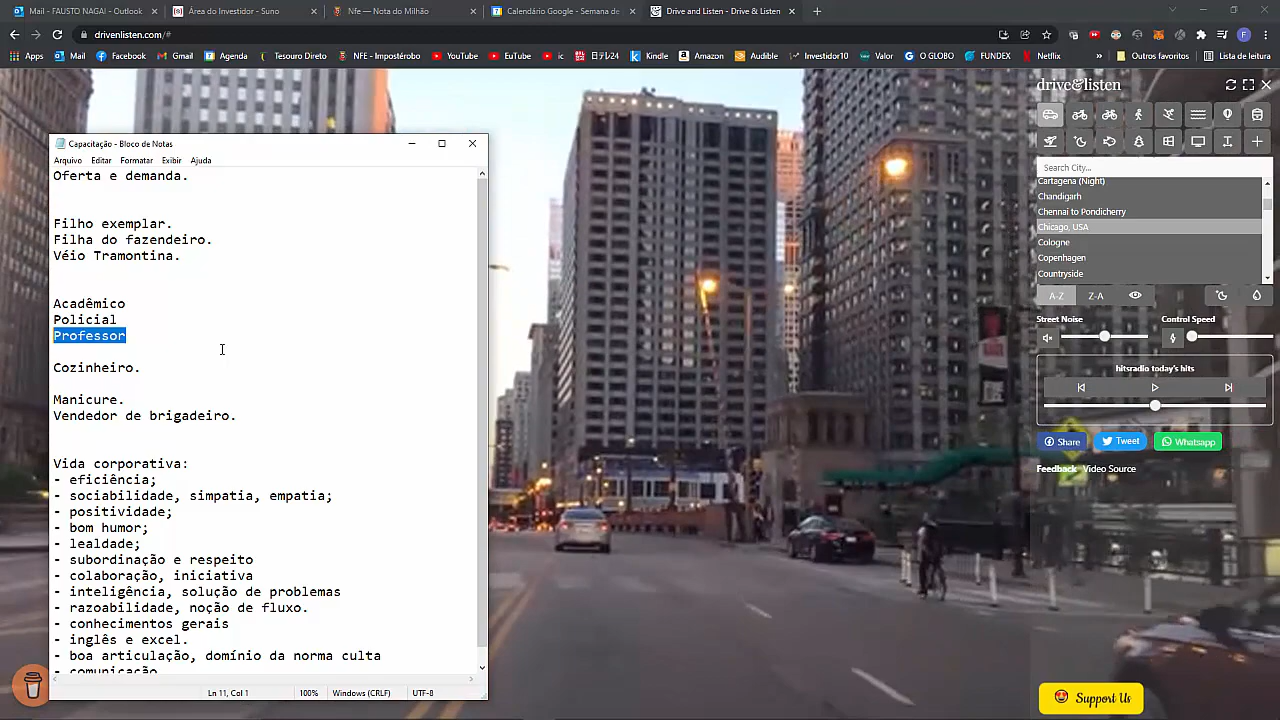 Mail - FAUSTO NAGAI - Outlook
Área do Investidor - Suno
Nfe — Nota do Milhão
Calendário Google - Semana de
Drive and Listen - Drive & Listen
drivenlisten.com/#
Apps
Mail
Facebook
Gmail
Agenda
Tesouro Direto
NFE - Impostérobo
YouTube
EuTube
ic
日テレ24
Kindle
Amazon
Audible
Investidor10
Valor
O GLOBO
FUNDEX
Netflix
»
Outros favoritos
Lista de leitura
Capacitação - Bloco de Notas
Arquivo Editar Formatar Exibir Ajuda
Oferta e demanda.
Filho exemplar.
Filha do fazendeiro.
Véio Tramontina.
Acadêmico
Policial
Professor
Cozinheiro.
Manicure.
Vendedor de brigadeiro.
Vida corporativa:
- eficiência;
- sociabilidade, simpatia, empatia;
- positividade;
- bom humor;
- lealdade;
- subordinação e respeito
- colaboração, iniciativa
- inteligência, solução de problemas
- razoabilidade, noção de fluxo.
- conhecimentos gerais
- inglês e excel.
- boa articulação, domínio da norma culta
- comunicação
Ln 11, Col 1
100%
Windows (CRLF)
UTF-8
drive&listen
Search City...
Cartagena (Night)
Chandigarh
Chennai to Pondicherry
Chicago, USA
Cologne
Copenhagen
Countryside
A-Z
Z-A
Street Noise
Control Speed
hitsradio today's hits
Share
Tweet
Whatsapp
Feedback
Video Source
Support Us